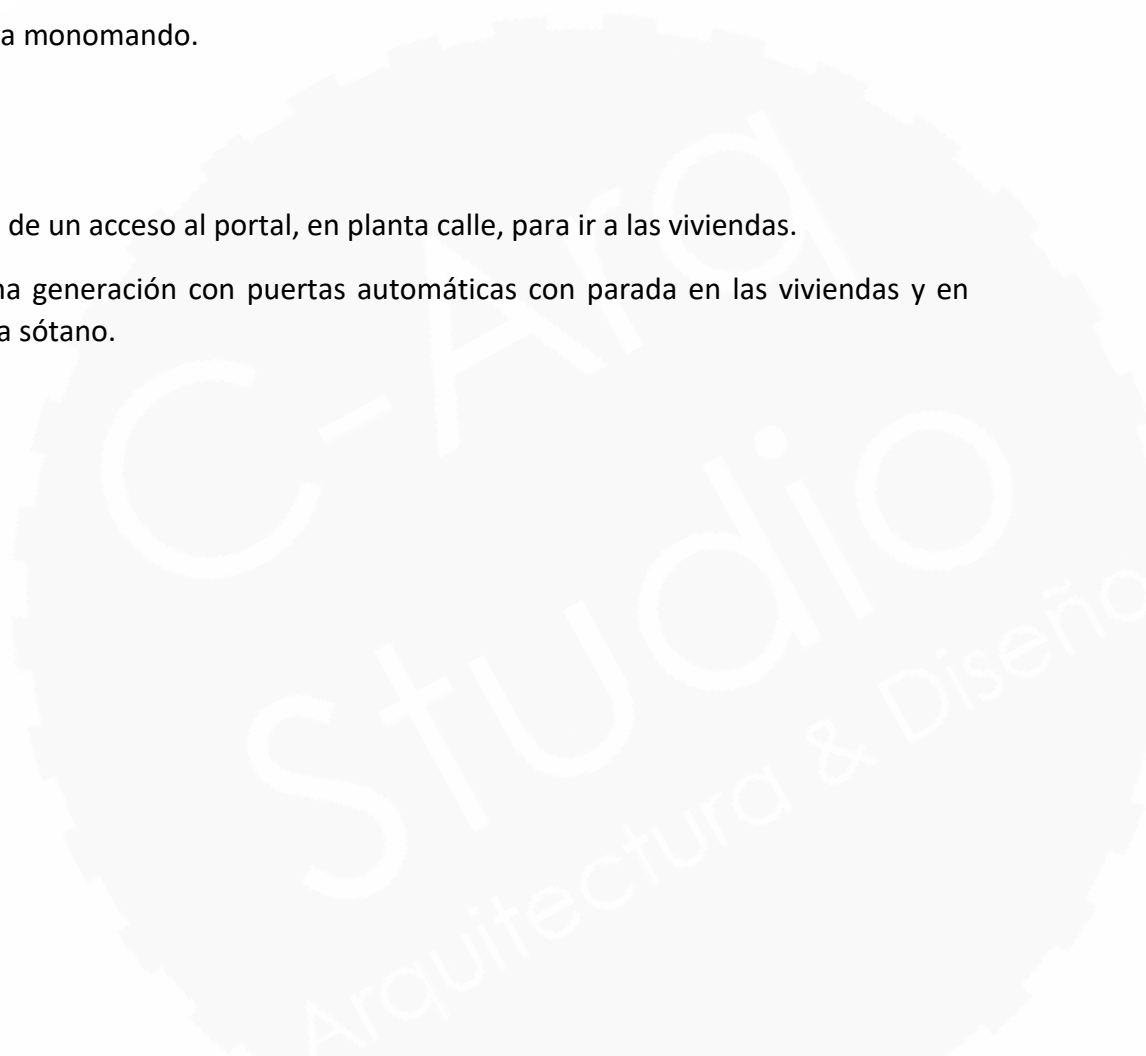 a monomando.
de un acceso al portal, en planta calle, para ir a las viviendas.
na generación con puertas automáticas con parada en las viviendas y en
a sótano.
C-Arq
Studio
Arquitectura & Diseño